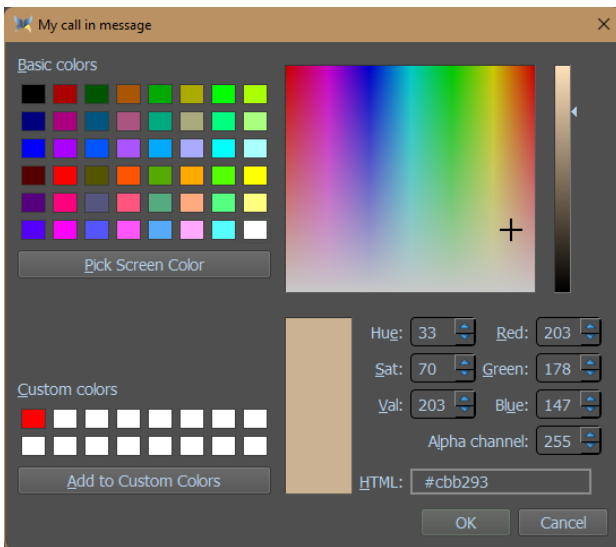 My call in message
Basic colors
Pick Screen Color
Custom colors
Add to Custom Colors
Hue: 33 Red: 203
Sat: 70 Green: 178
Val: 203 Blue: 147
Alpha channel: 255
HTML: #cbb293
OK Cancel